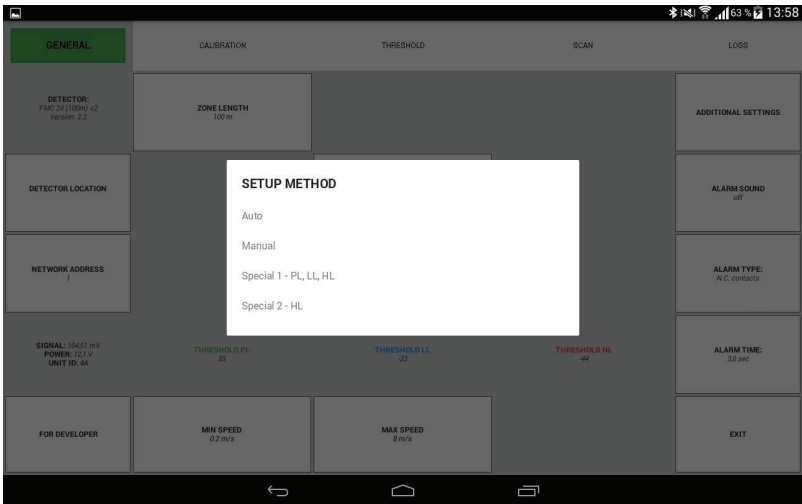 63 % 13:58
GENERAL
CALIBRATION
THRESHOLD
SCAN
LOGS
DETECTOR:
FMC 24 (100m) v2
Version: 2.2
ZONE LENGTH
100 m
ADDITIONAL SETTINGS
DETECTOR LOCATION
SETUP METHOD
Auto
Manual
Special 1 - PL, LL, HL
Special 2 - HL
ALARM SOUND
off
NETWORK ADDRESS
1
ALARM TYPE:
N.C. contacts
SIGNAL: 104,61 mV
POWER: 12,1 V
UNIT ID: 4A
THRESHOLD PL
33
THRESHOLD LL
-33
THRESHOLD HL
-44
ALARM TIME:
3,0 sec
FOR DEVELOPER
MIN SPEED
0.2 m/s
MAX SPEED
8 m/s
EXIT